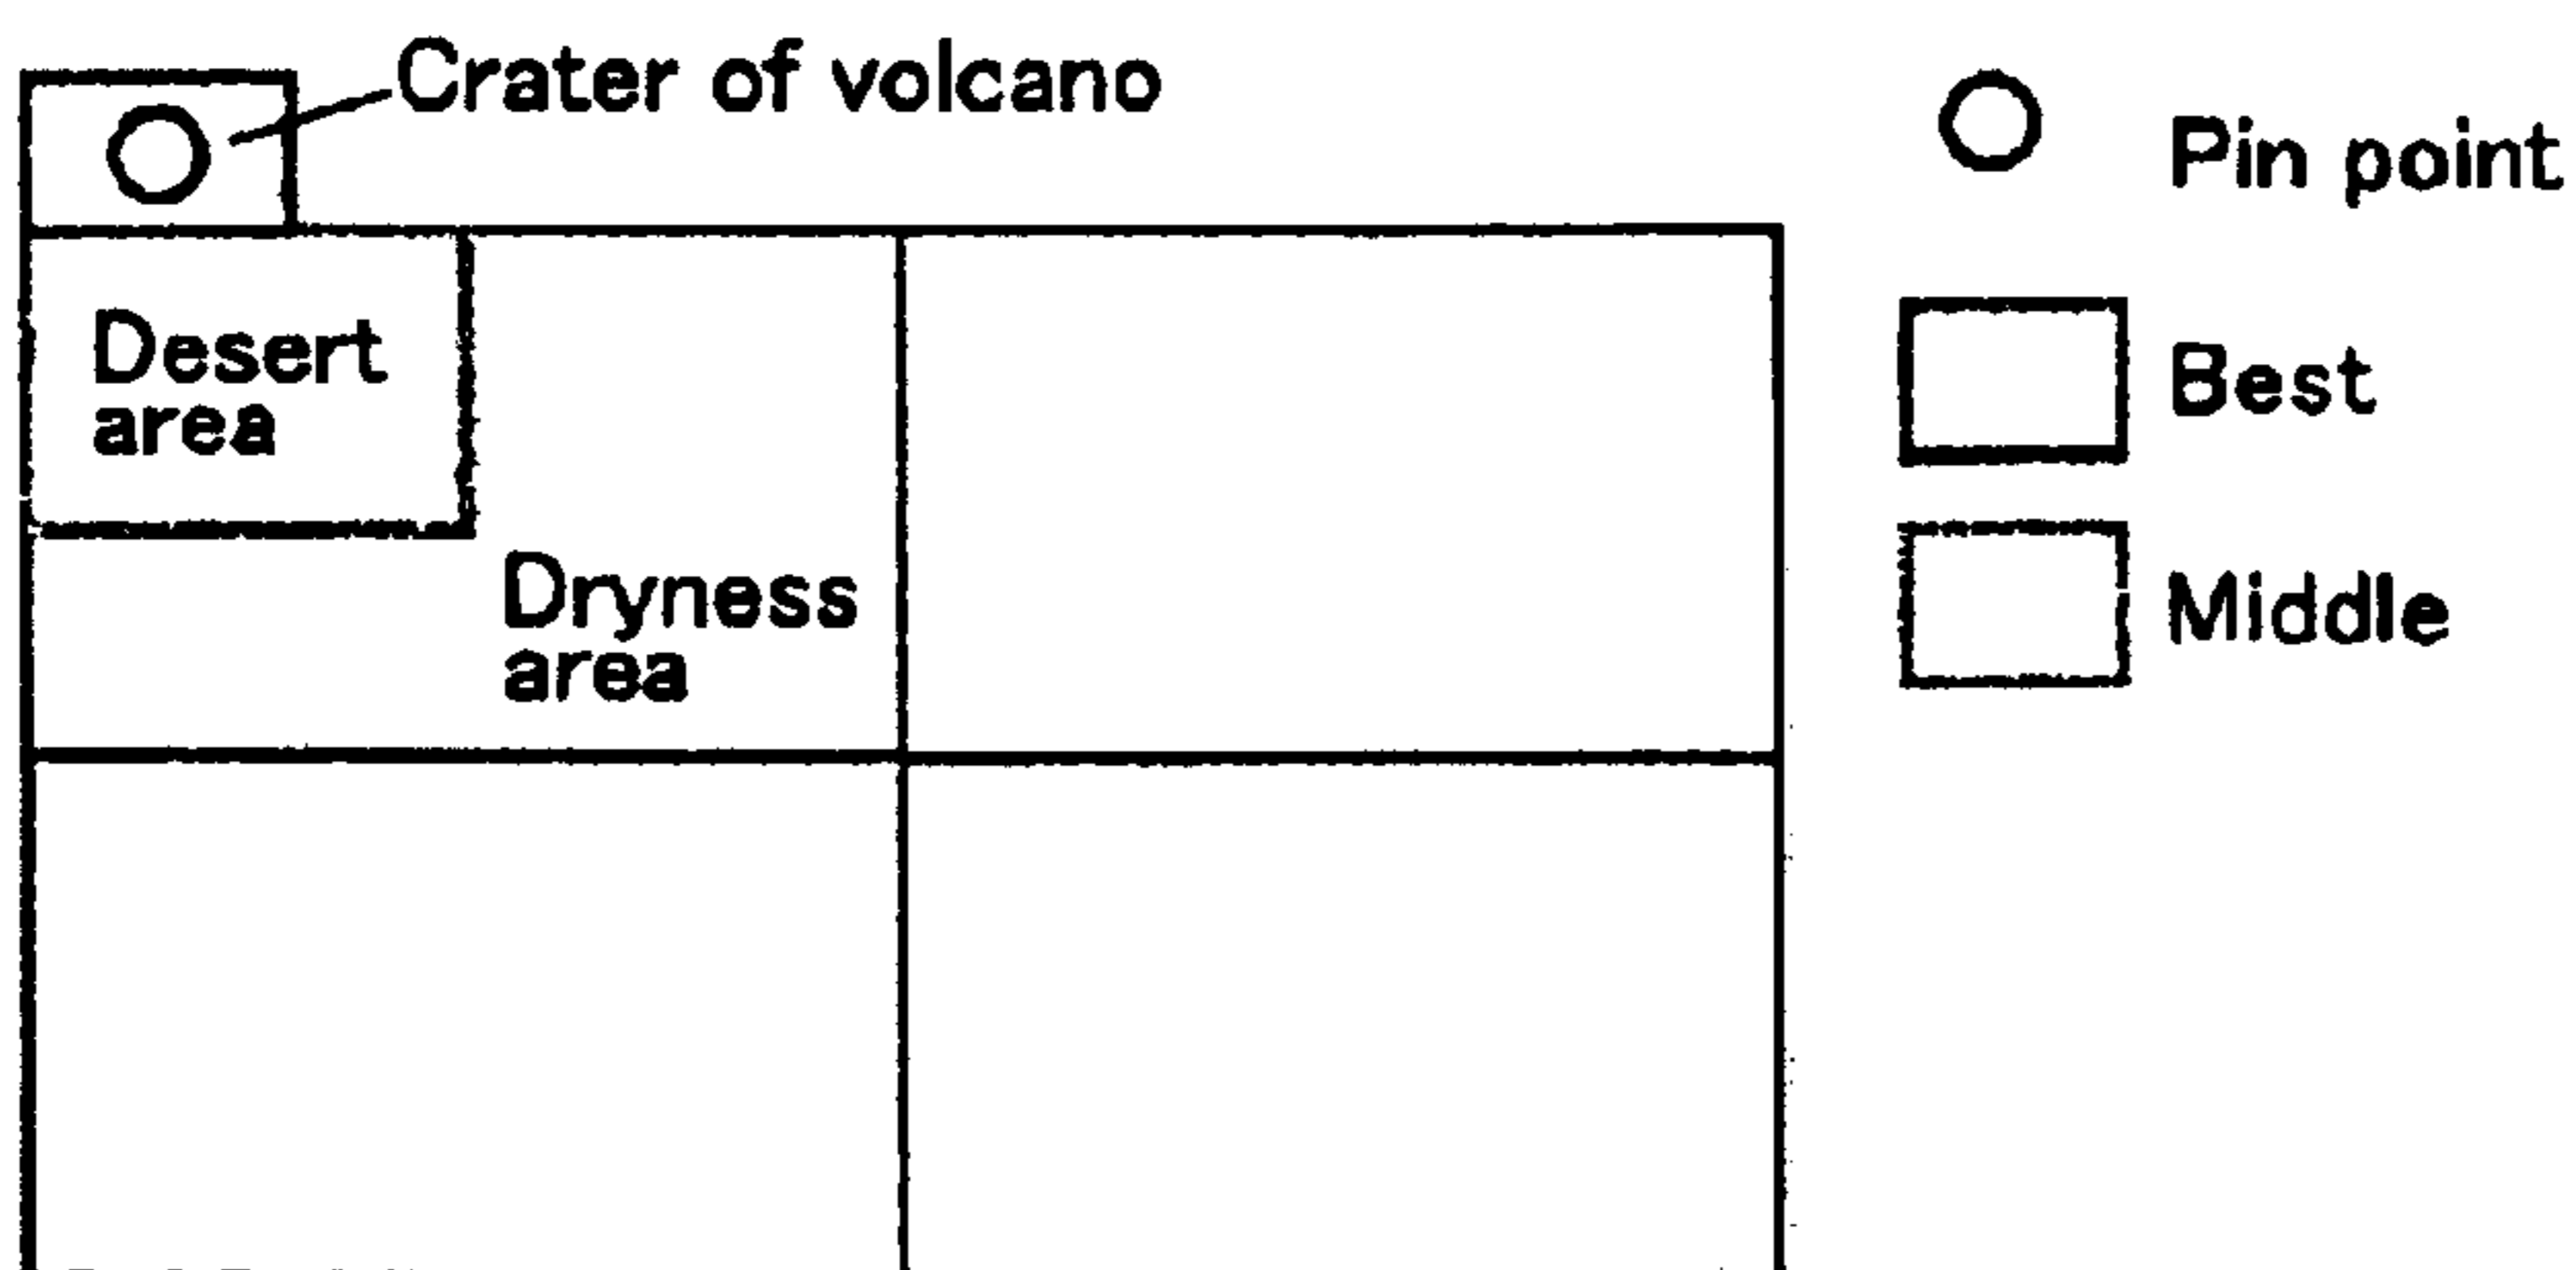 Crater of volcano
Pin point
Desert
area
Best
Dryness
area
Middle